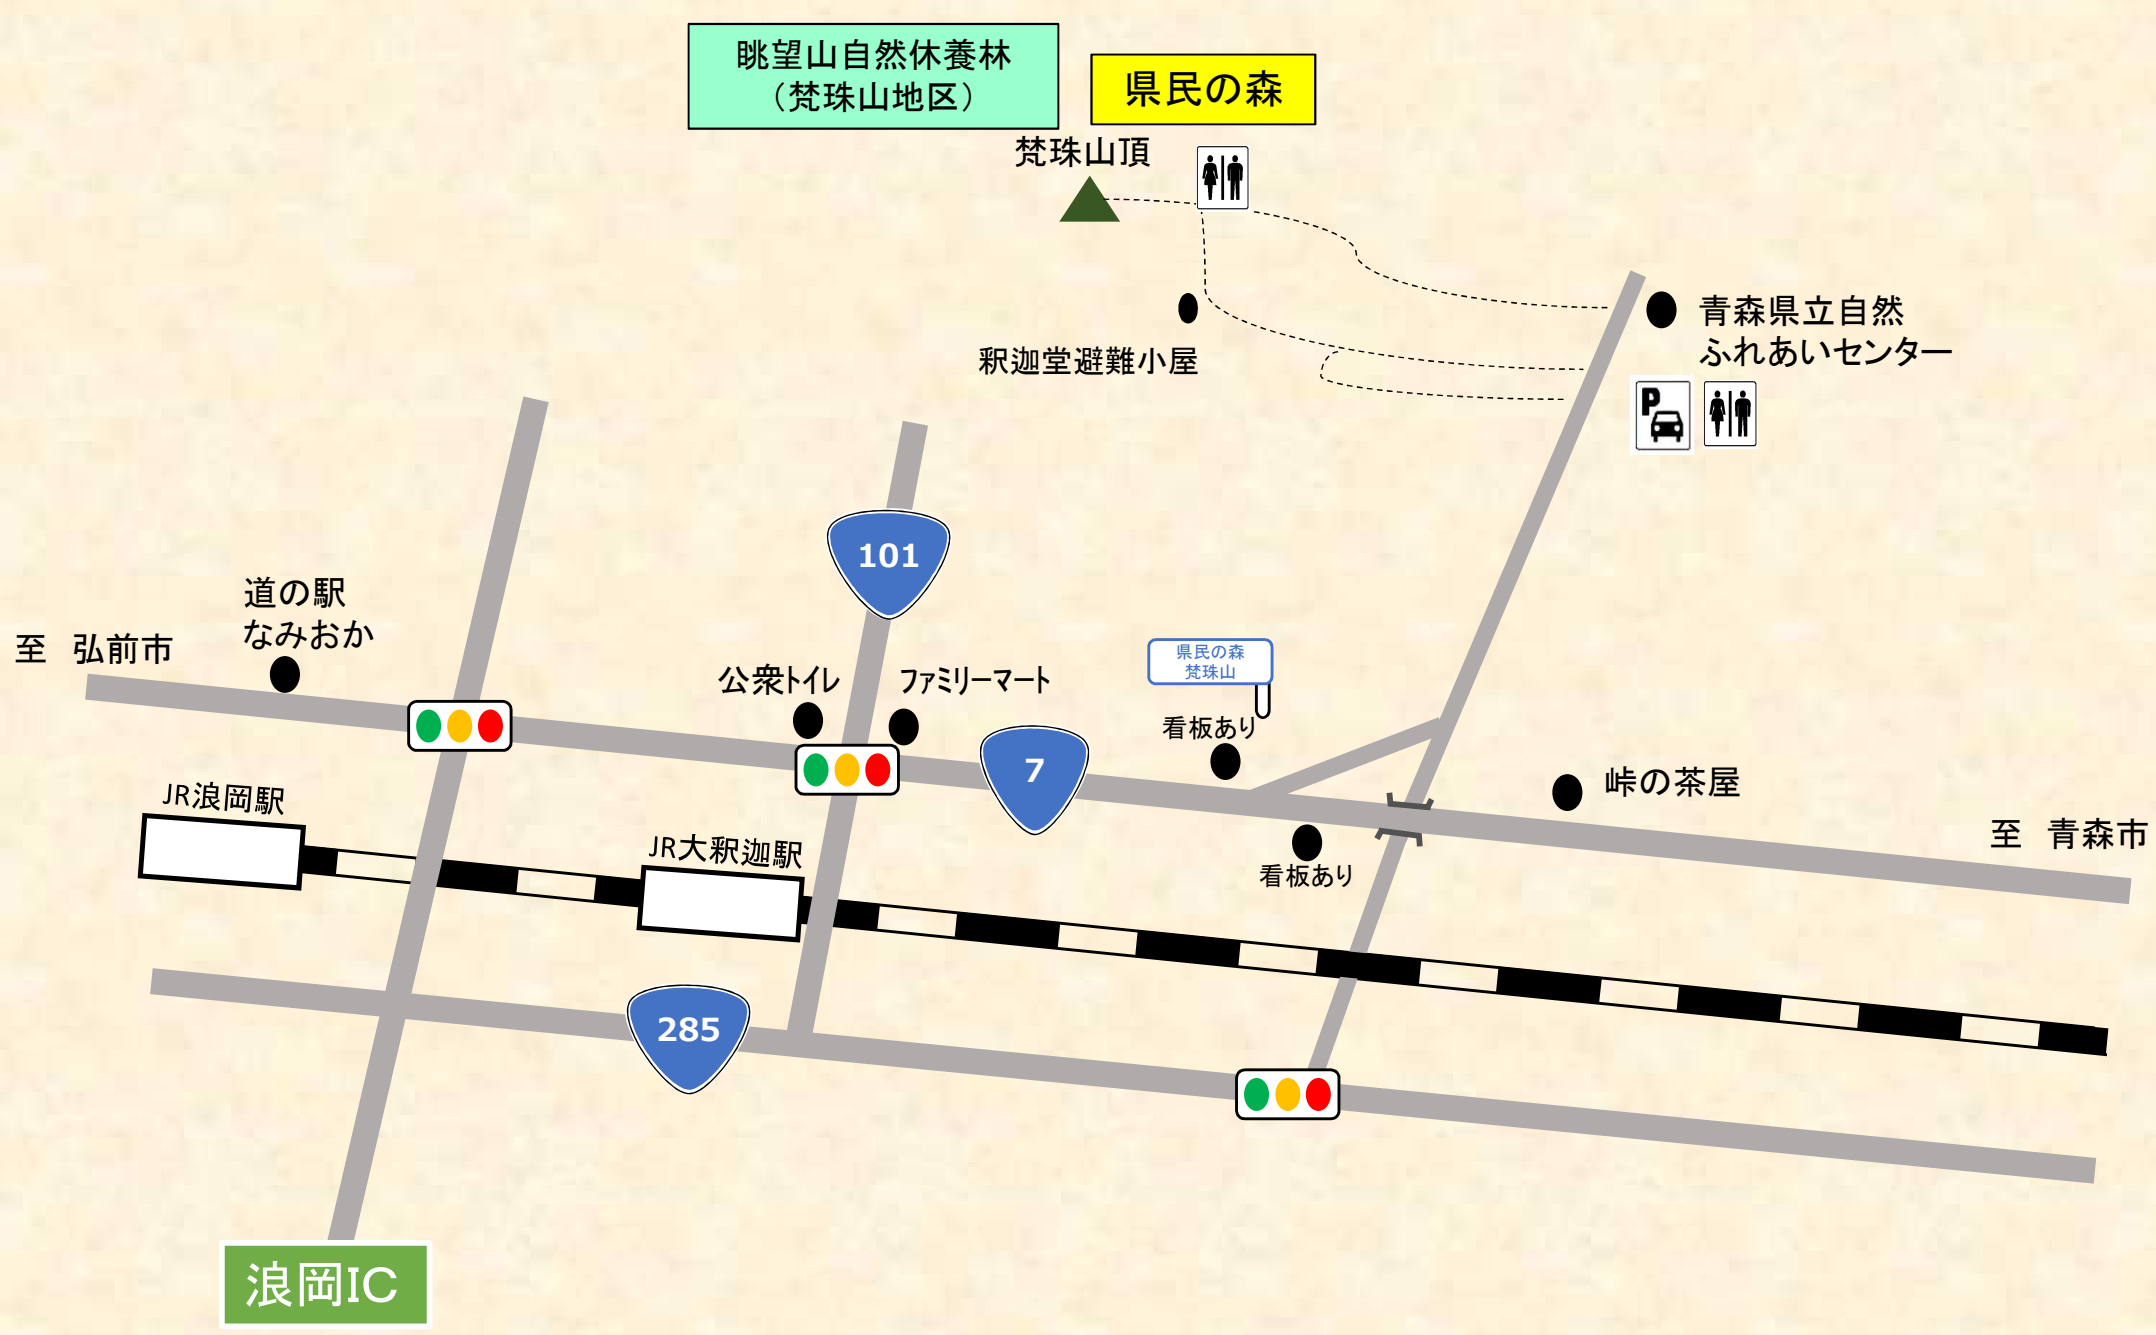 眺望山自然休養林
（梵珠山地区）
県民の森
梵珠山頂
青森県立自然
ふれあいセンター
釈迦堂避難小屋
P
101
道の駅
なみおか
至　弘前市
公衆トイレ
ファミリーマート
県民の森
梵珠山
看板あり
7
峠の茶屋
JR浪岡駅
JR大釈迦駅
至　青森市
看板あり
285
浪岡IC